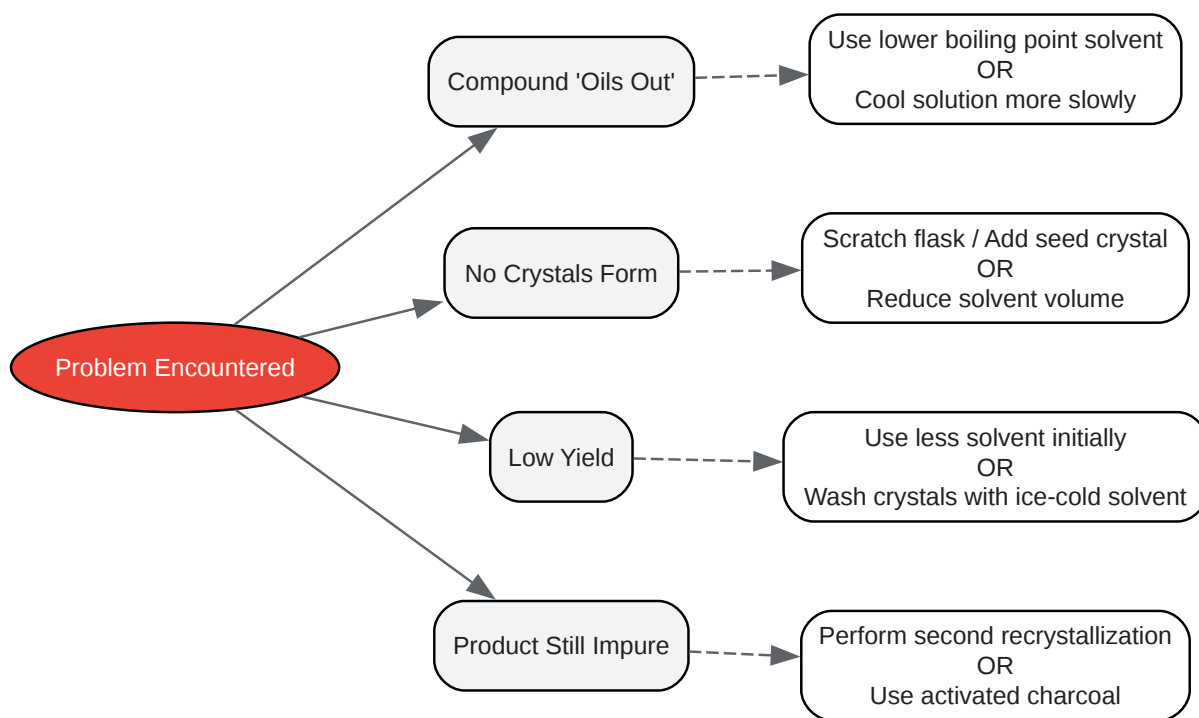 Problem Encountered
Compound 'Oils Out'
Use lower boiling point solvent
OR
Cool solution more slowly
No Crystals Form
Scratch flask / Add seed crystal
OR
Reduce solvent volume
Low Yield
Use less solvent initially
OR
Wash crystals with ice-cold solvent
Product Still Impure
Perform second recrystallization
OR
Use activated charcoal